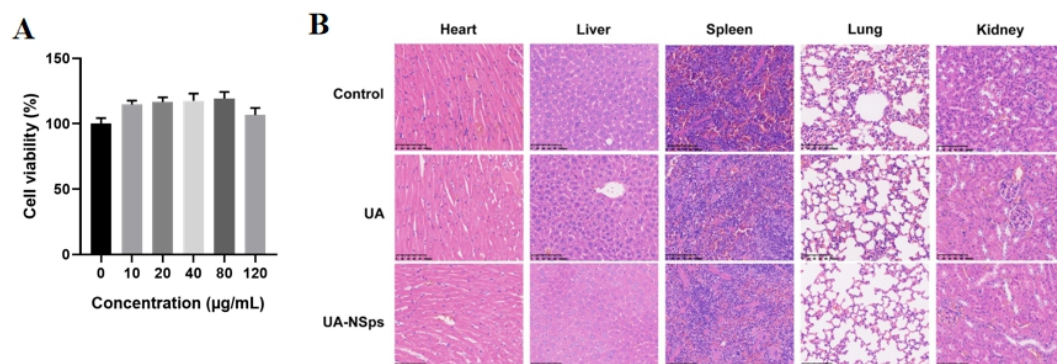 A
Cell viability (%)
150
100
50
0
0 10 20 40 80 120
Concentration (μg/mL)
B
Heart Liver Spleen Lung Kidney
Control
UA
UA-NSps